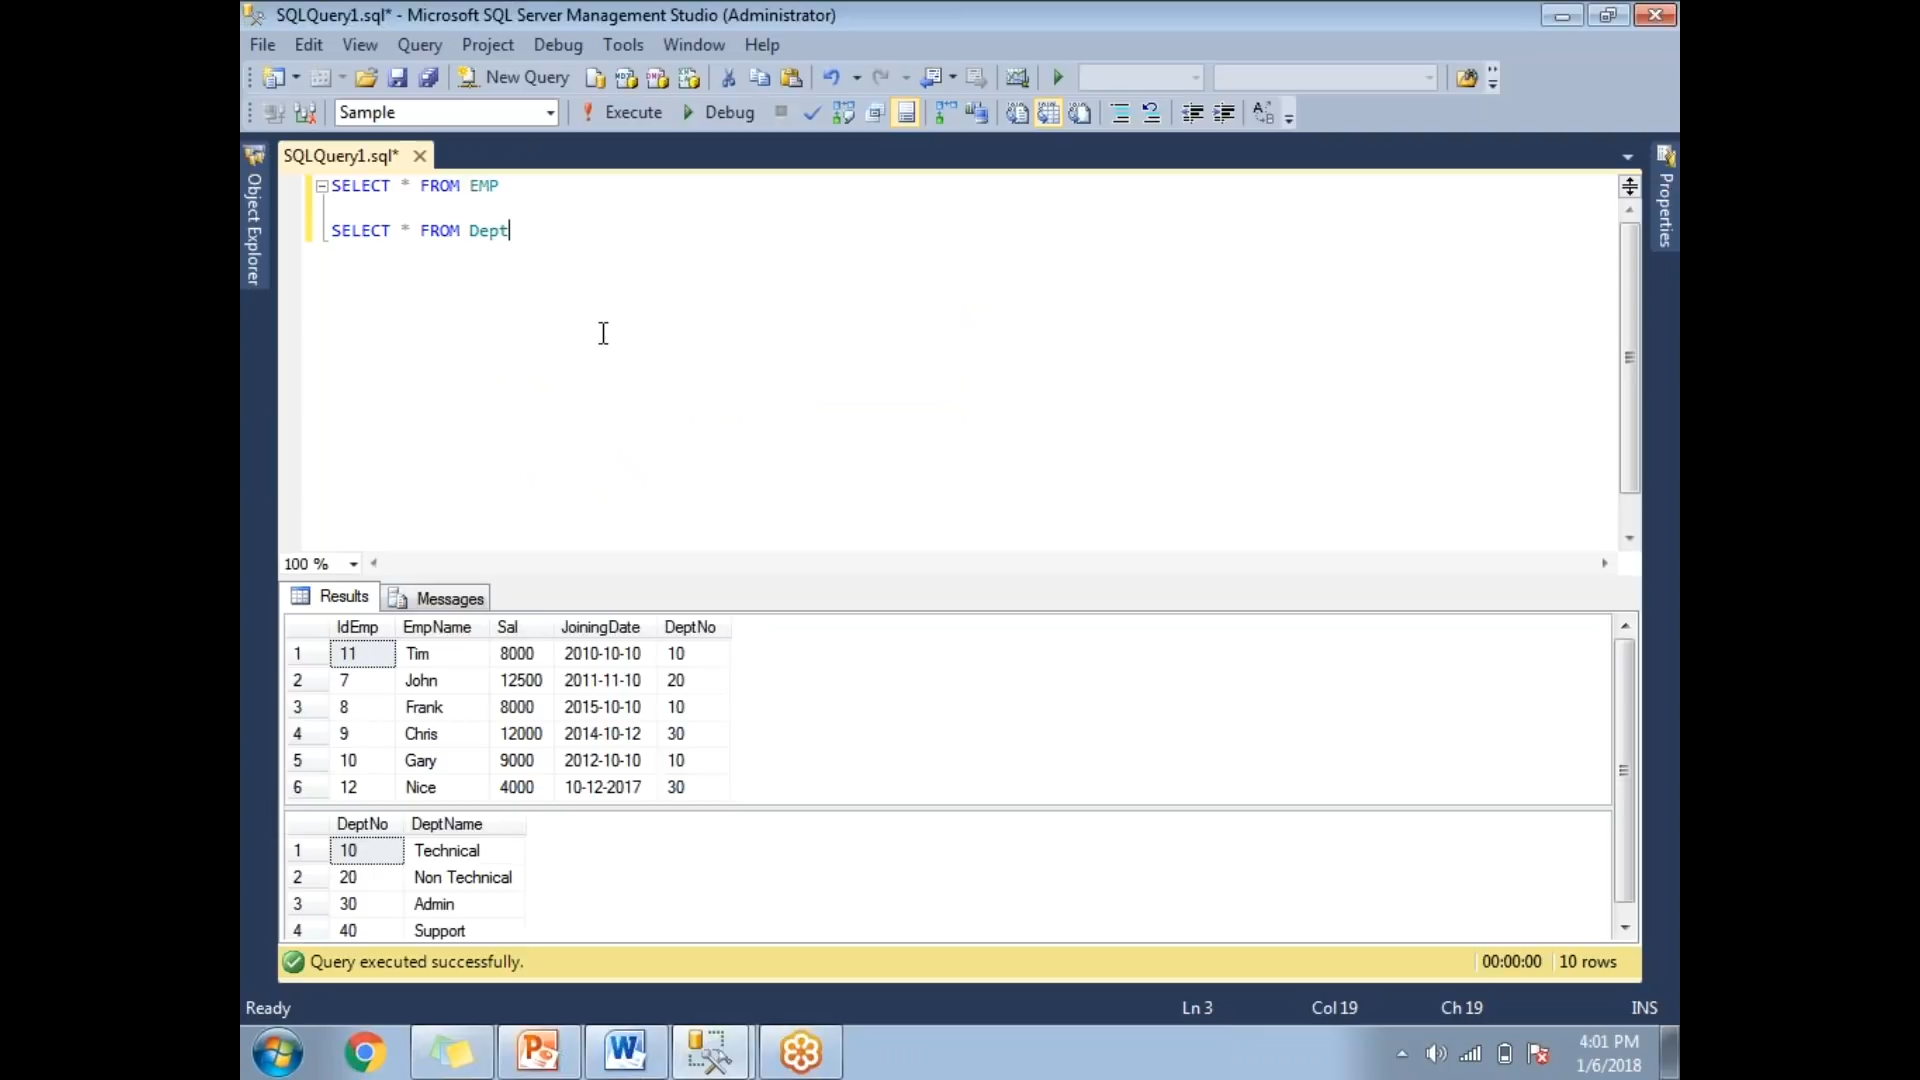 SQLQuery1.sql* - Microsoft SQL Server Management Studio (Administrator)
File Edit View Query Project Debug Tools Window Help
New Query
Sample Execute Debug
SQLQuery1.sql*
Object Explorer
Properties
SELECT * FROM EMP
SELECT * FROM Dept
100 %
Results Messages
IdEmp EmpName Sal JoiningDate DeptNo
1 11 Tim 8000 2010-10-10 10
2 7 John 12500 2011-11-10 20
3 8 Frank 8000 2015-10-10 10
4 9 Chris 12000 2014-10-12 30
5 10 Gary 9000 2012-10-10 10
6 12 Nice 4000 10-12-2017 30
DeptNo DeptName
1 10 Technical
2 20 Non Technical
3 30 Admin
4 40 Support
Query executed successfully. 00:00:00 10 rows
Ready Ln 3 Col 19 Ch 19 INS
4:01 PM
1/6/2018